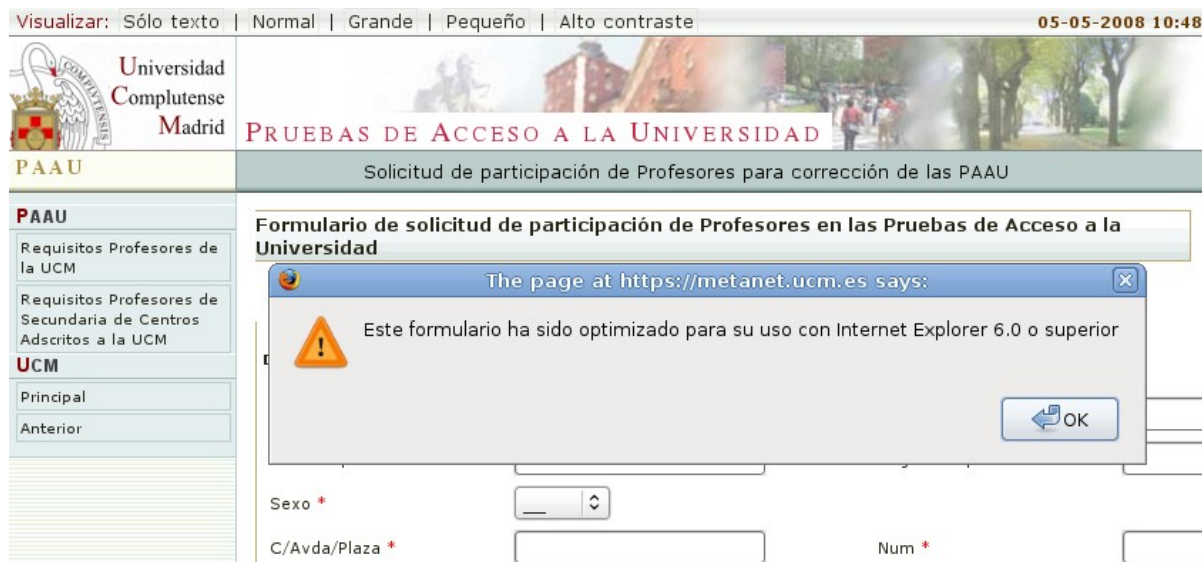 Visualizar: Sólo texto | Normal | Grande | Pequeño | Alto contraste 05-05-2008 10:48
Universidad
Complutense
Madrid
PRUEBAS DE ACCESO A LA UNIVERSIDAD
PAAU
Solicitud de participación de Profesores para corrección de las PAAU
PAAU
Requisitos Profesores de
la UCM
Requisitos Profesores de
Secundaria de Centros
Adscritos a la UCM
UCM
Principal
Anterior
Formulario de solicitud de participación de Profesores en las Pruebas de Acceso a la
Universidad
The page at https://metanet.ucm.es says:
Este formulario ha sido optimizado para su uso con Internet Explorer 6.0 o superior
OK
Sexo *
C/Avda/Plaza * Num *